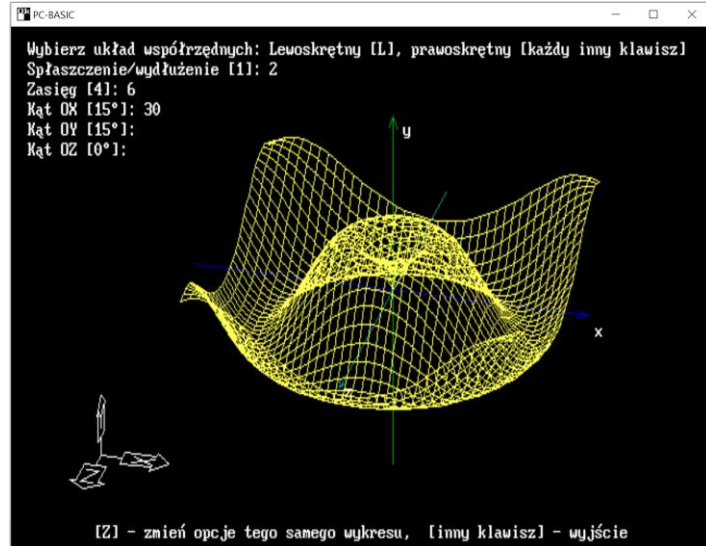 PC-BASIC
Wybierz układ współrzędnych: Lewoskrętny [L], prawoskrętny [każdy inny klawisz]
Spłaszczenie/wydłużenie [1]: 2
Zasięg [4]: 6
Kąt OX [15°]: 30
Kąt OY [15°]:
Kąt OZ [0°]:
y
x
z
Y
X
Z
[Z] - zmień opcje tego samego wykresu, [inny klawisz] - wyjście